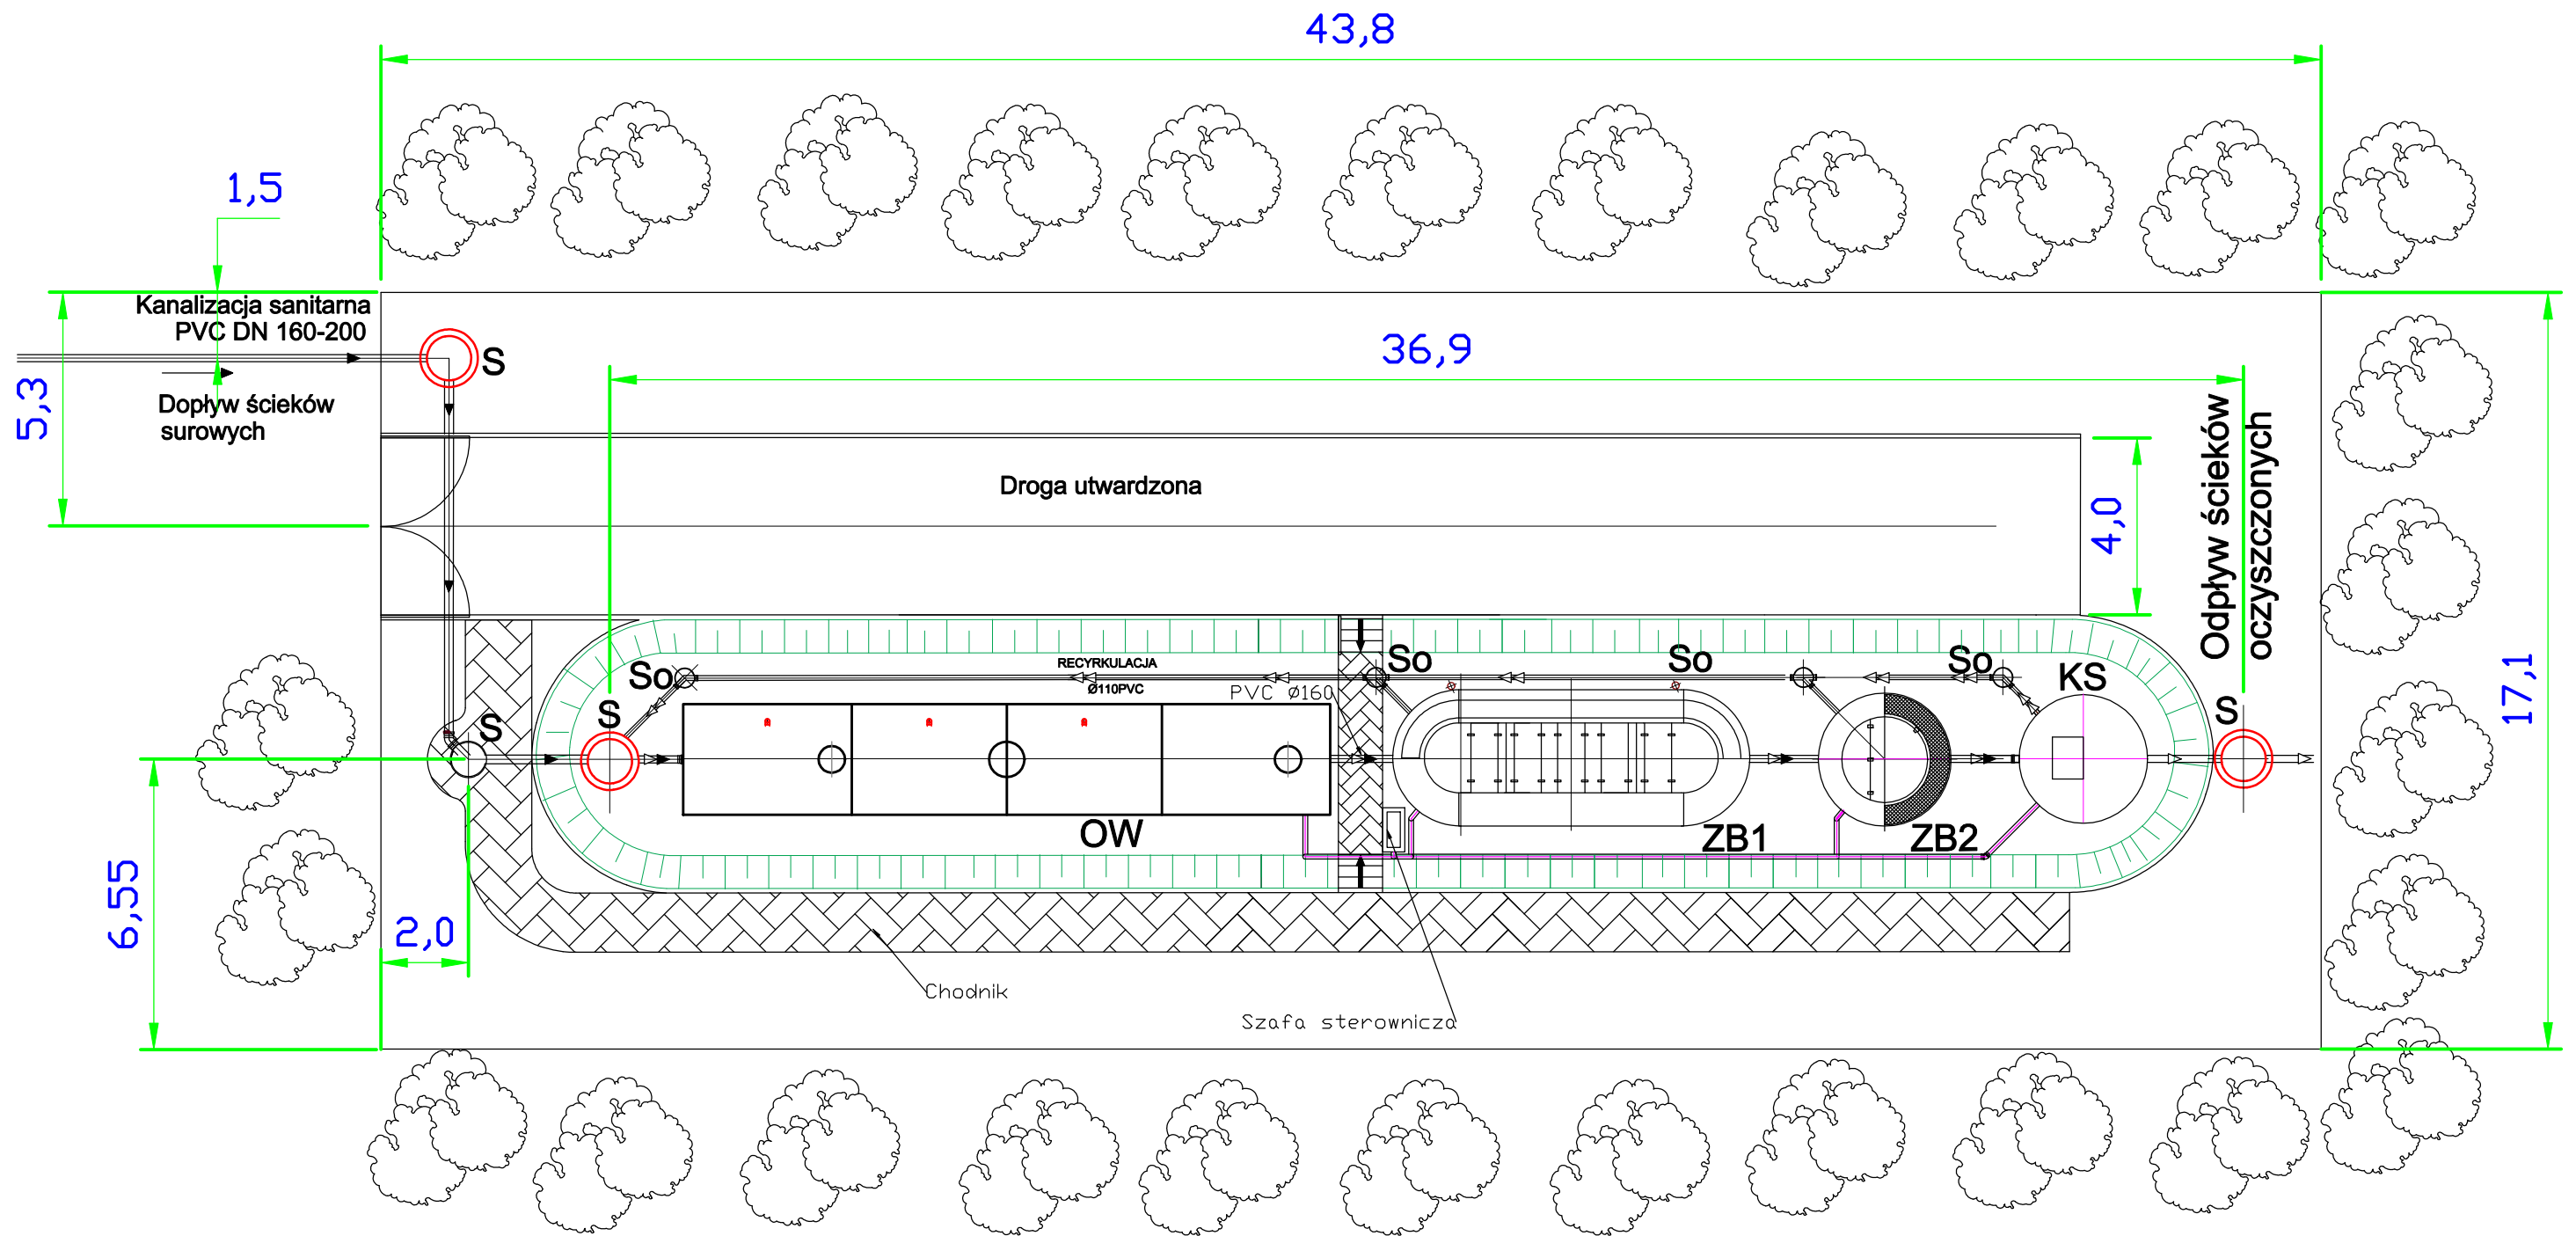 43,8
1,5
Kanalizacja sanitarna
PVC DN 160-200
S
36,9
5,3
Dopływ ścieków
surowych
Droga utwardzona
4,0
Odpływ ścieków
oczyszczonych
So
RECYRKULACJA
Ø110PVC
PVC Ø160
So
So
So
KS
S
S
S
17,1
OW
ZB1
ZB2
6,55
2,0
Chodnik
Szafa sterownicza